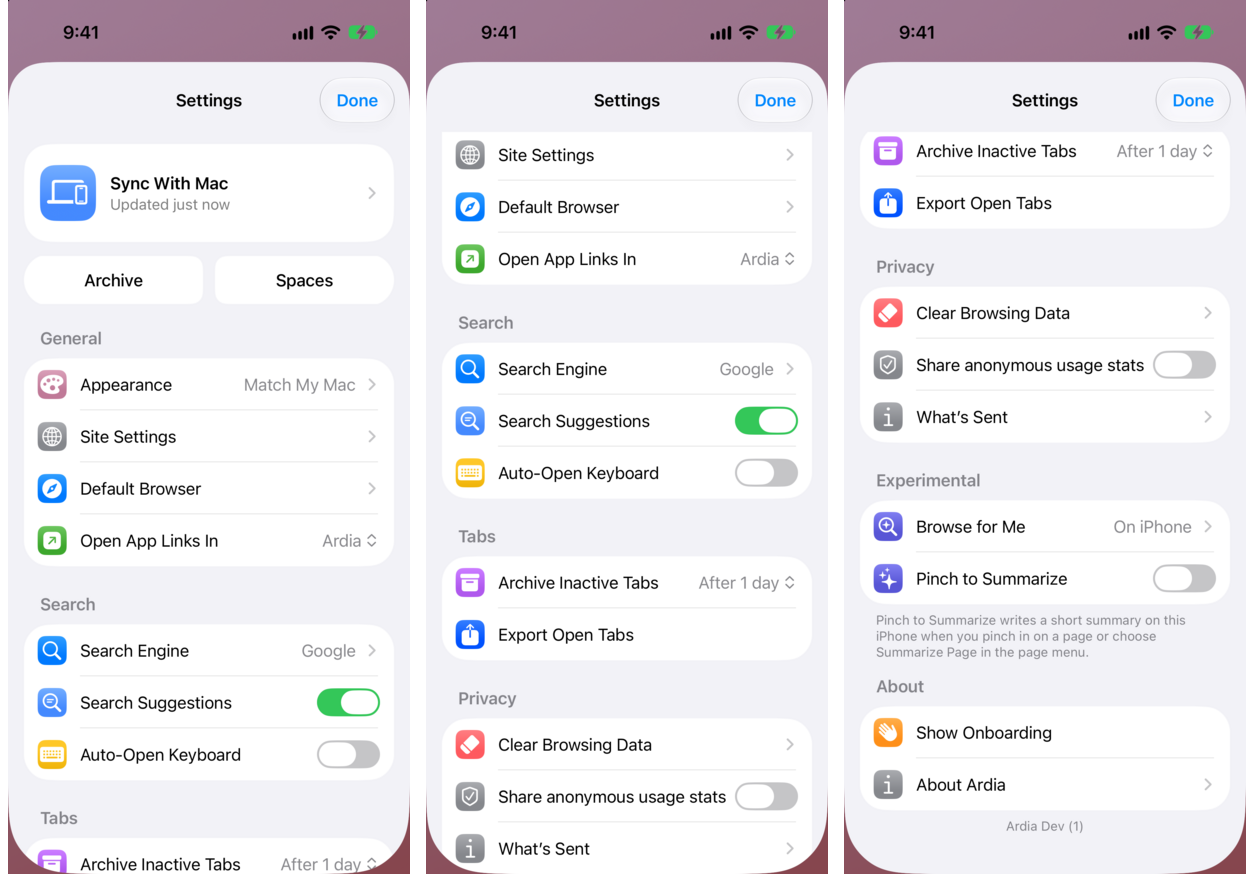 9:41
Settings
Done
Sync With Mac
Updated just now
Archive
Spaces
General
Appearance
Match My Mac
Site Settings
Default Browser
Open App Links In
Ardia
Search
Search Engine
Google
Search Suggestions
Auto-Open Keyboard
Tabs
Archive Inactive Tabs
After 1 day
9:41
Settings
Done
Site Settings
Default Browser
Open App Links In
Ardia
Search
Search Engine
Google
Search Suggestions
Auto-Open Keyboard
Tabs
Archive Inactive Tabs
After 1 day
Export Open Tabs
Privacy
Clear Browsing Data
Share anonymous usage stats
What's Sent
9:41
Settings
Done
Archive Inactive Tabs
After 1 day
Export Open Tabs
Privacy
Clear Browsing Data
Share anonymous usage stats
What's Sent
Experimental
Browse for Me
On iPhone
Pinch to Summarize
Pinch to Summarize writes a short summary on this
iPhone when you pinch in on a page or choose
Summarize Page in the page menu.
About
Show Onboarding
About Ardia
Ardia Dev (1)